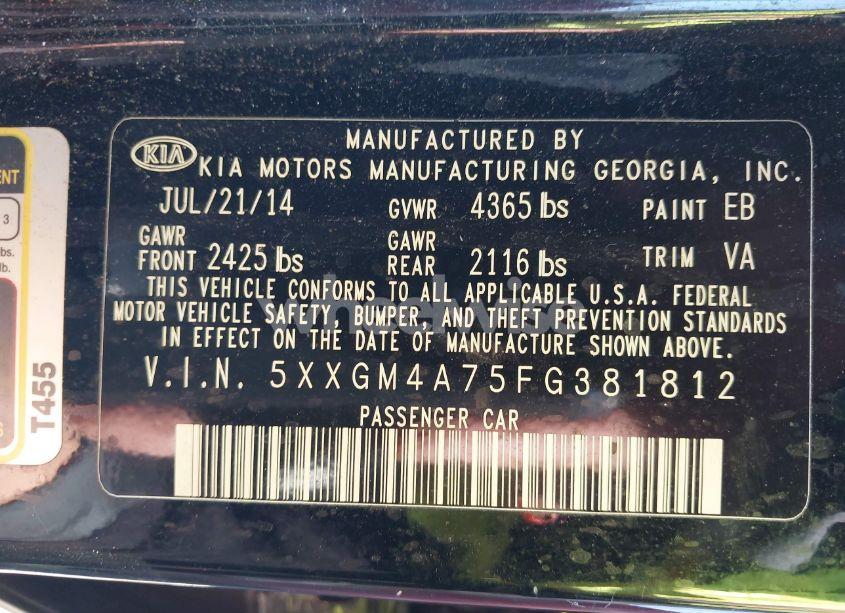 KIA
MANUFACTURED BY
KIA MOTORS MANUFACTURING GEORGIA, INC.
JUL/21/14 GVWR 4365 lbs PAINT EB
GAWR FRONT 2425 lbs GAWR REAR 2116 lbs TRIM VA
THIS VEHICLE CONFORMS TO ALL APPLICABLE U.S.A. FEDERAL
MOTOR VEHICLE SAFETY, BUMPER, AND THEFT PREVENTION STANDARDS
IN EFFECT ON THE DATE OF MANUFACTURE SHOWN ABOVE.
V.I.N. 5XXGM4A75FG381812
PASSENGER CAR
3
T455